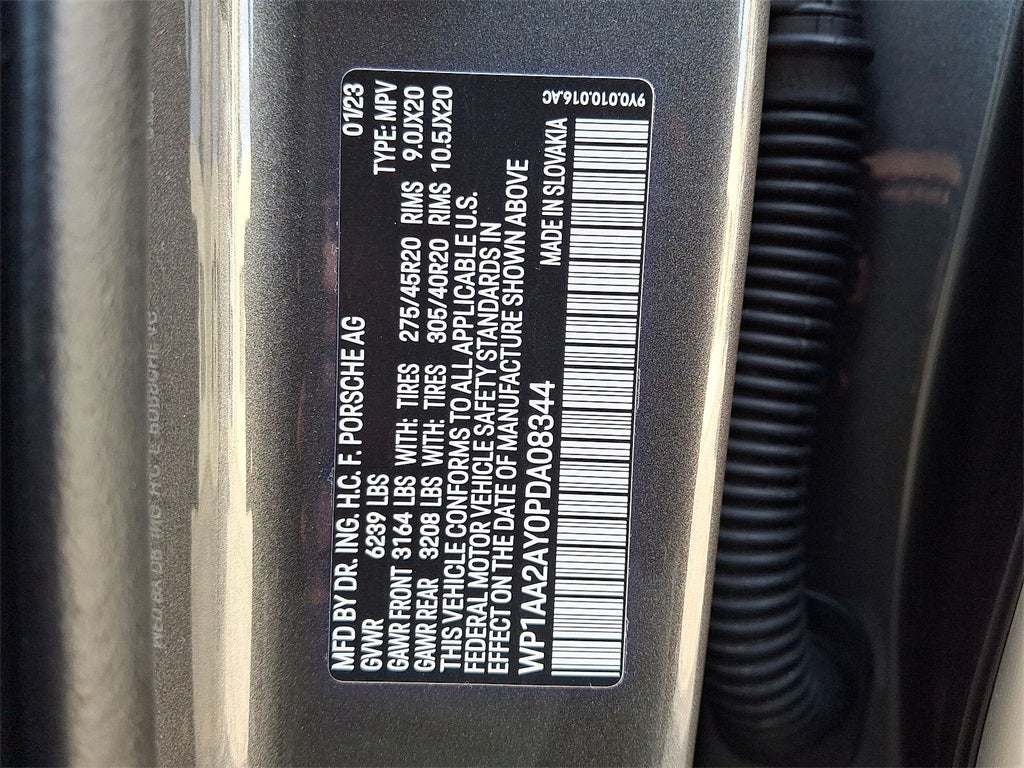 MFD BY DR. ING. H.C. F. PORSCHE AG 01/23
GVWR 6239 LBS TYPE: MPV
GAWR FRONT 3164 LBS WITH: TIRES 275/45R20 RIMS 9.0JX20
GAWR REAR 3208 LBS WITH: TIRES 305/40R20 RIMS 10.5JX20
THIS VEHICLE CONFORMS TO ALL APPLICABLE U.S.
FEDERAL MOTOR VEHICLE SAFETY STANDARDS IN
EFFECT ON THE DATE OF MANUFACTURE SHOWN ABOVE
WP1AA2AY0PDA08344 MADE IN SLOVAKIA
9Y0.010.016.AC